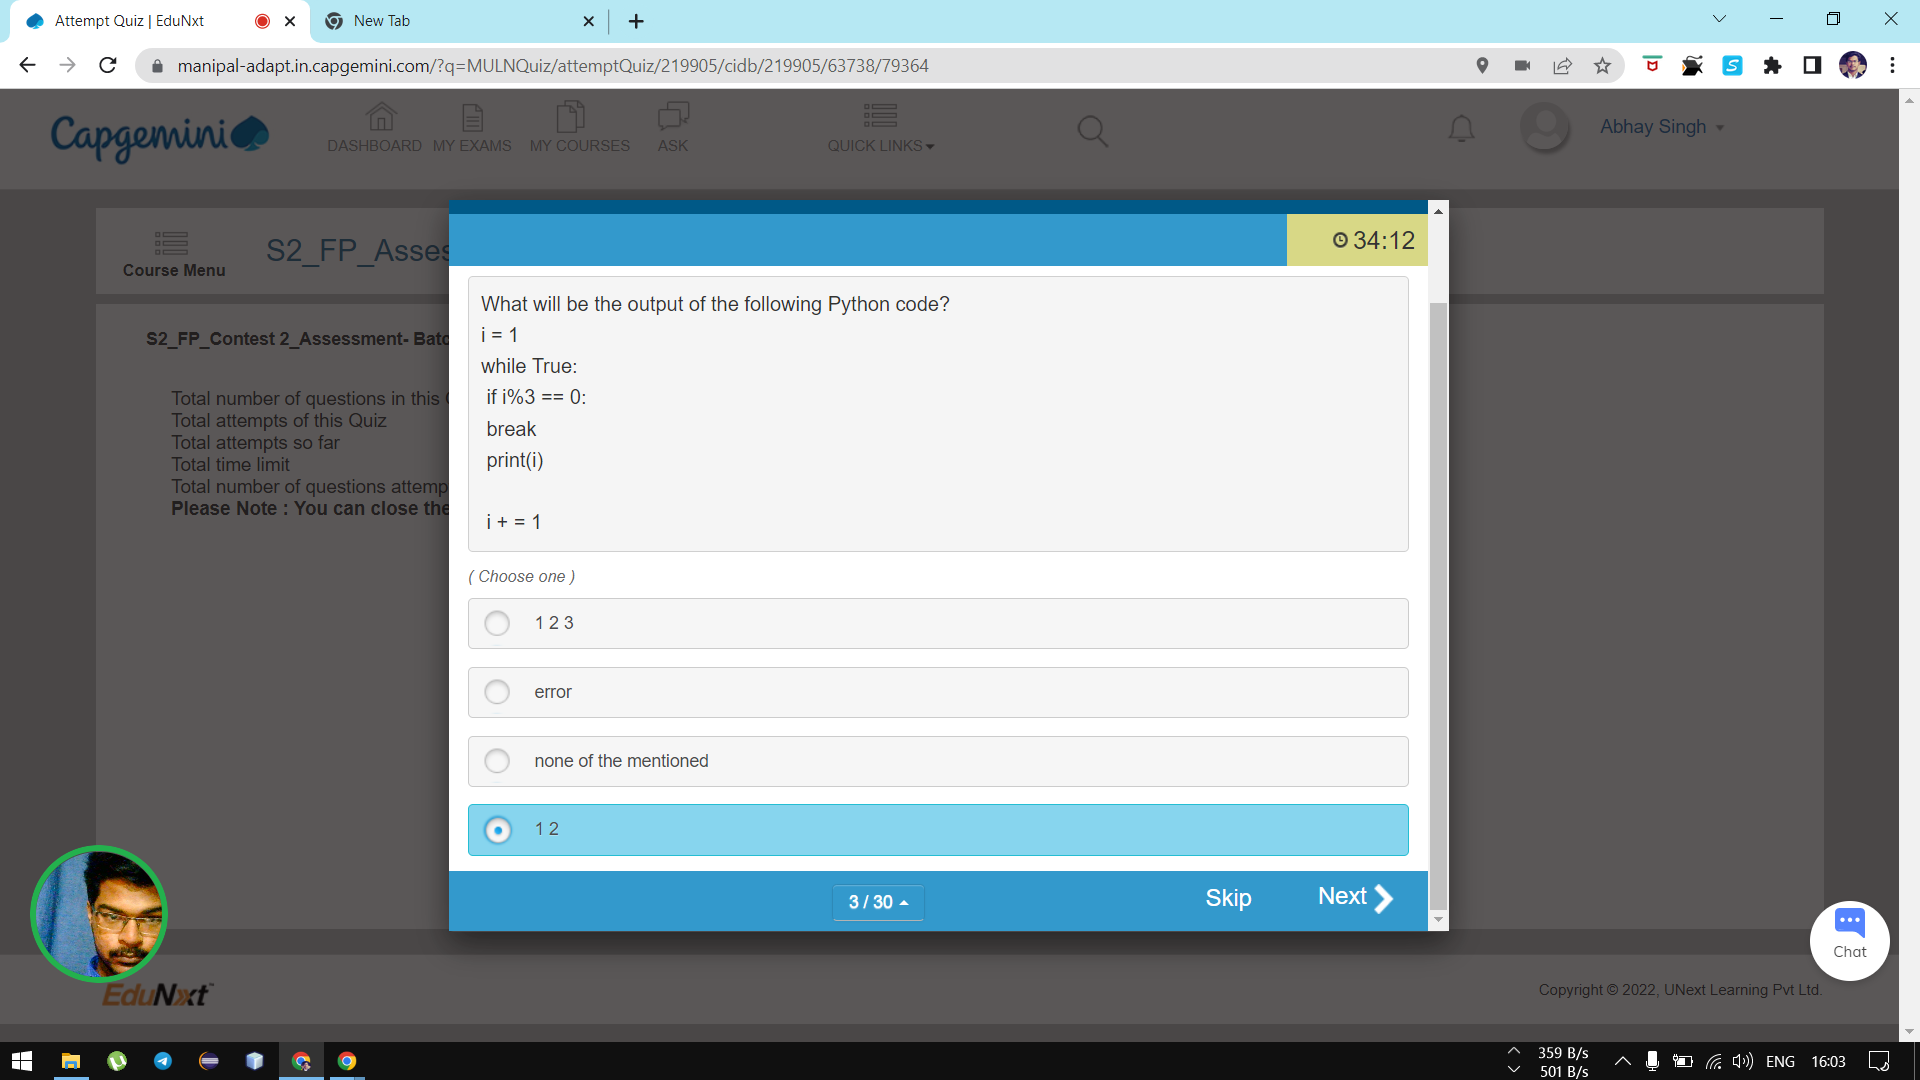 Attempt Quiz | EduNxt
New Tab
manipal-adapt.in.capgemini.com/?q=MULNQuiz/attemptQuiz/219905/cidb/219905/63738/79364
Capgemini
DASHBOARD
MY EXAMS
MY COURSES
ASK
QUICK LINKS
Abhay Singh
Course Menu
S2_FP_Asses
34:12
S2_FP_Contest 2_Assessment- Batc
Total number of questions in this
Total attempts of this Quiz
Total attempts so far
Total time limit
Total number of questions attemp
Please Note : You can close the
What will be the output of the following Python code?
i = 1
while True:
if i%3 == 0:
break
print(i)
i + = 1
( Choose one )
1 2 3
error
none of the mentioned
1 2
3 / 30
Skip
Next
Chat
EduNxt
Copyright © 2022, UNext Learning Pvt Ltd.
359 B/s
501 B/s
ENG
16:03